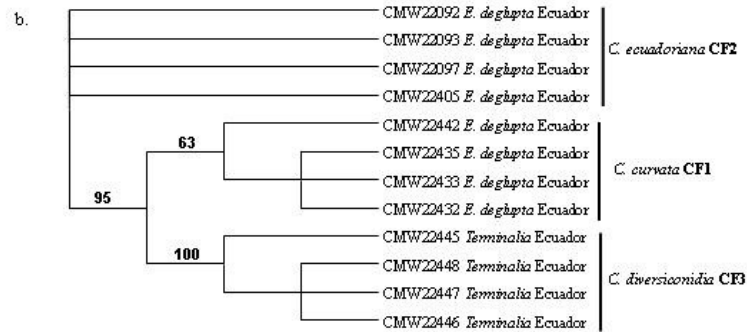 b.
CMW22092 E. deglupta Ecuador
CMW22093 E. deglupta Ecuador
CMW22097 E. deglupta Ecuador
CMW22405 E. deglupta Ecuador
C. ecuadoriana CF2
CMW22442 E. deglupta Ecuador
63
CMW22435 E. deglupta Ecuador
CMW22433 E. deglupta Ecuador
C. curvata CF1
95
CMW22432 E. deglupta Ecuador
CMW22445 Terminalia Ecuador
100
CMW22448 Terminalia Ecuador
C. diversiconidia CF3
CMW22447 Terminalia Ecuador
CMW22446 Terminalia Ecuador